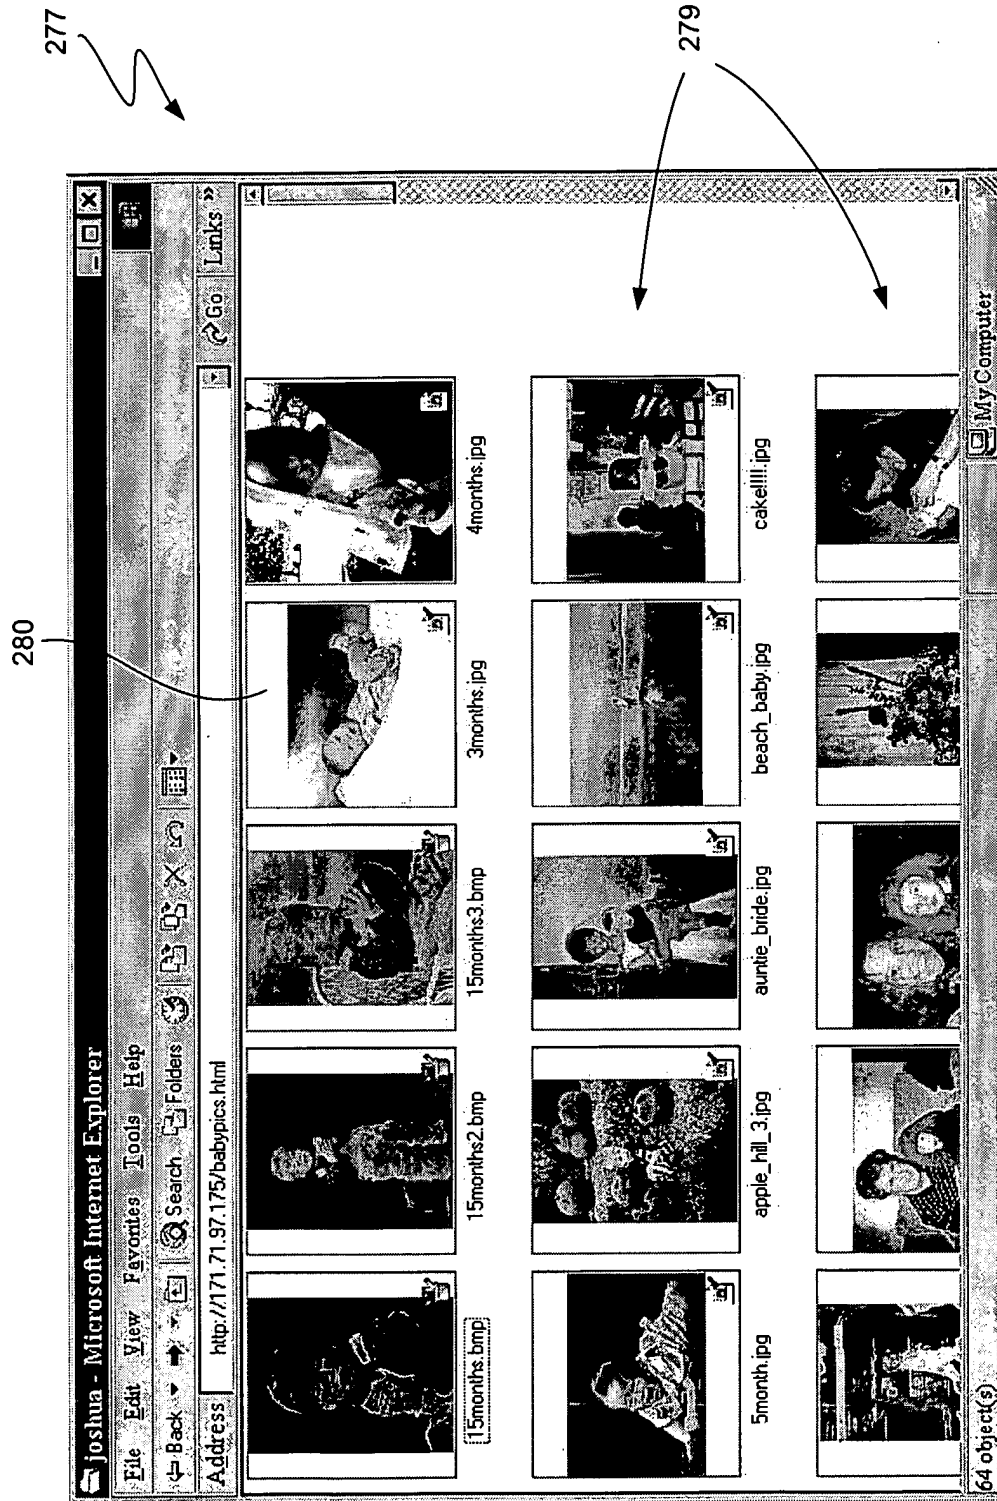 277
280
279
joshua - Microsoft Internet Explorer
File Edit View Favorites Tools Help
Back Search Folders
Address http://171.71.97.175/babypics.html Go Links »
15months.bmp 15months2.bmp 15months3.bmp 3months.jpg 4months.jpg
5month.jpg apple_hill_3.jpg auntie_bride.jpg beach_baby.jpg cake!!!!.jpg
64 object(s) My Computer